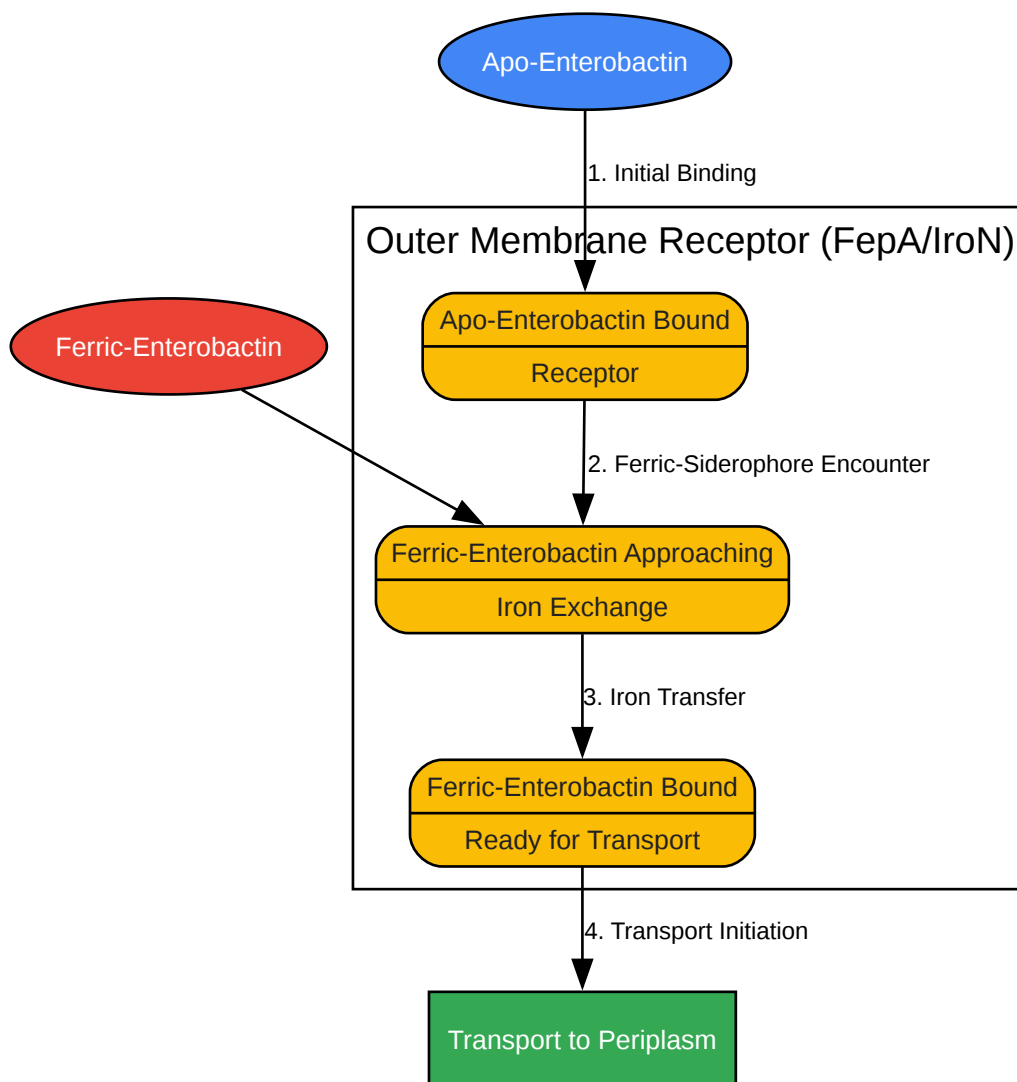 Apo-Enterobactin
1. Initial Binding
Outer Membrane Receptor (FepA/IroN)
Apo-Enterobactin Bound
Receptor
Ferric-Enterobactin
2. Ferric-Siderophore Encounter
Ferric-Enterobactin Approaching
Iron Exchange
3. Iron Transfer
Ferric-Enterobactin Bound
Ready for Transport
4. Transport Initiation
Transport to Periplasm